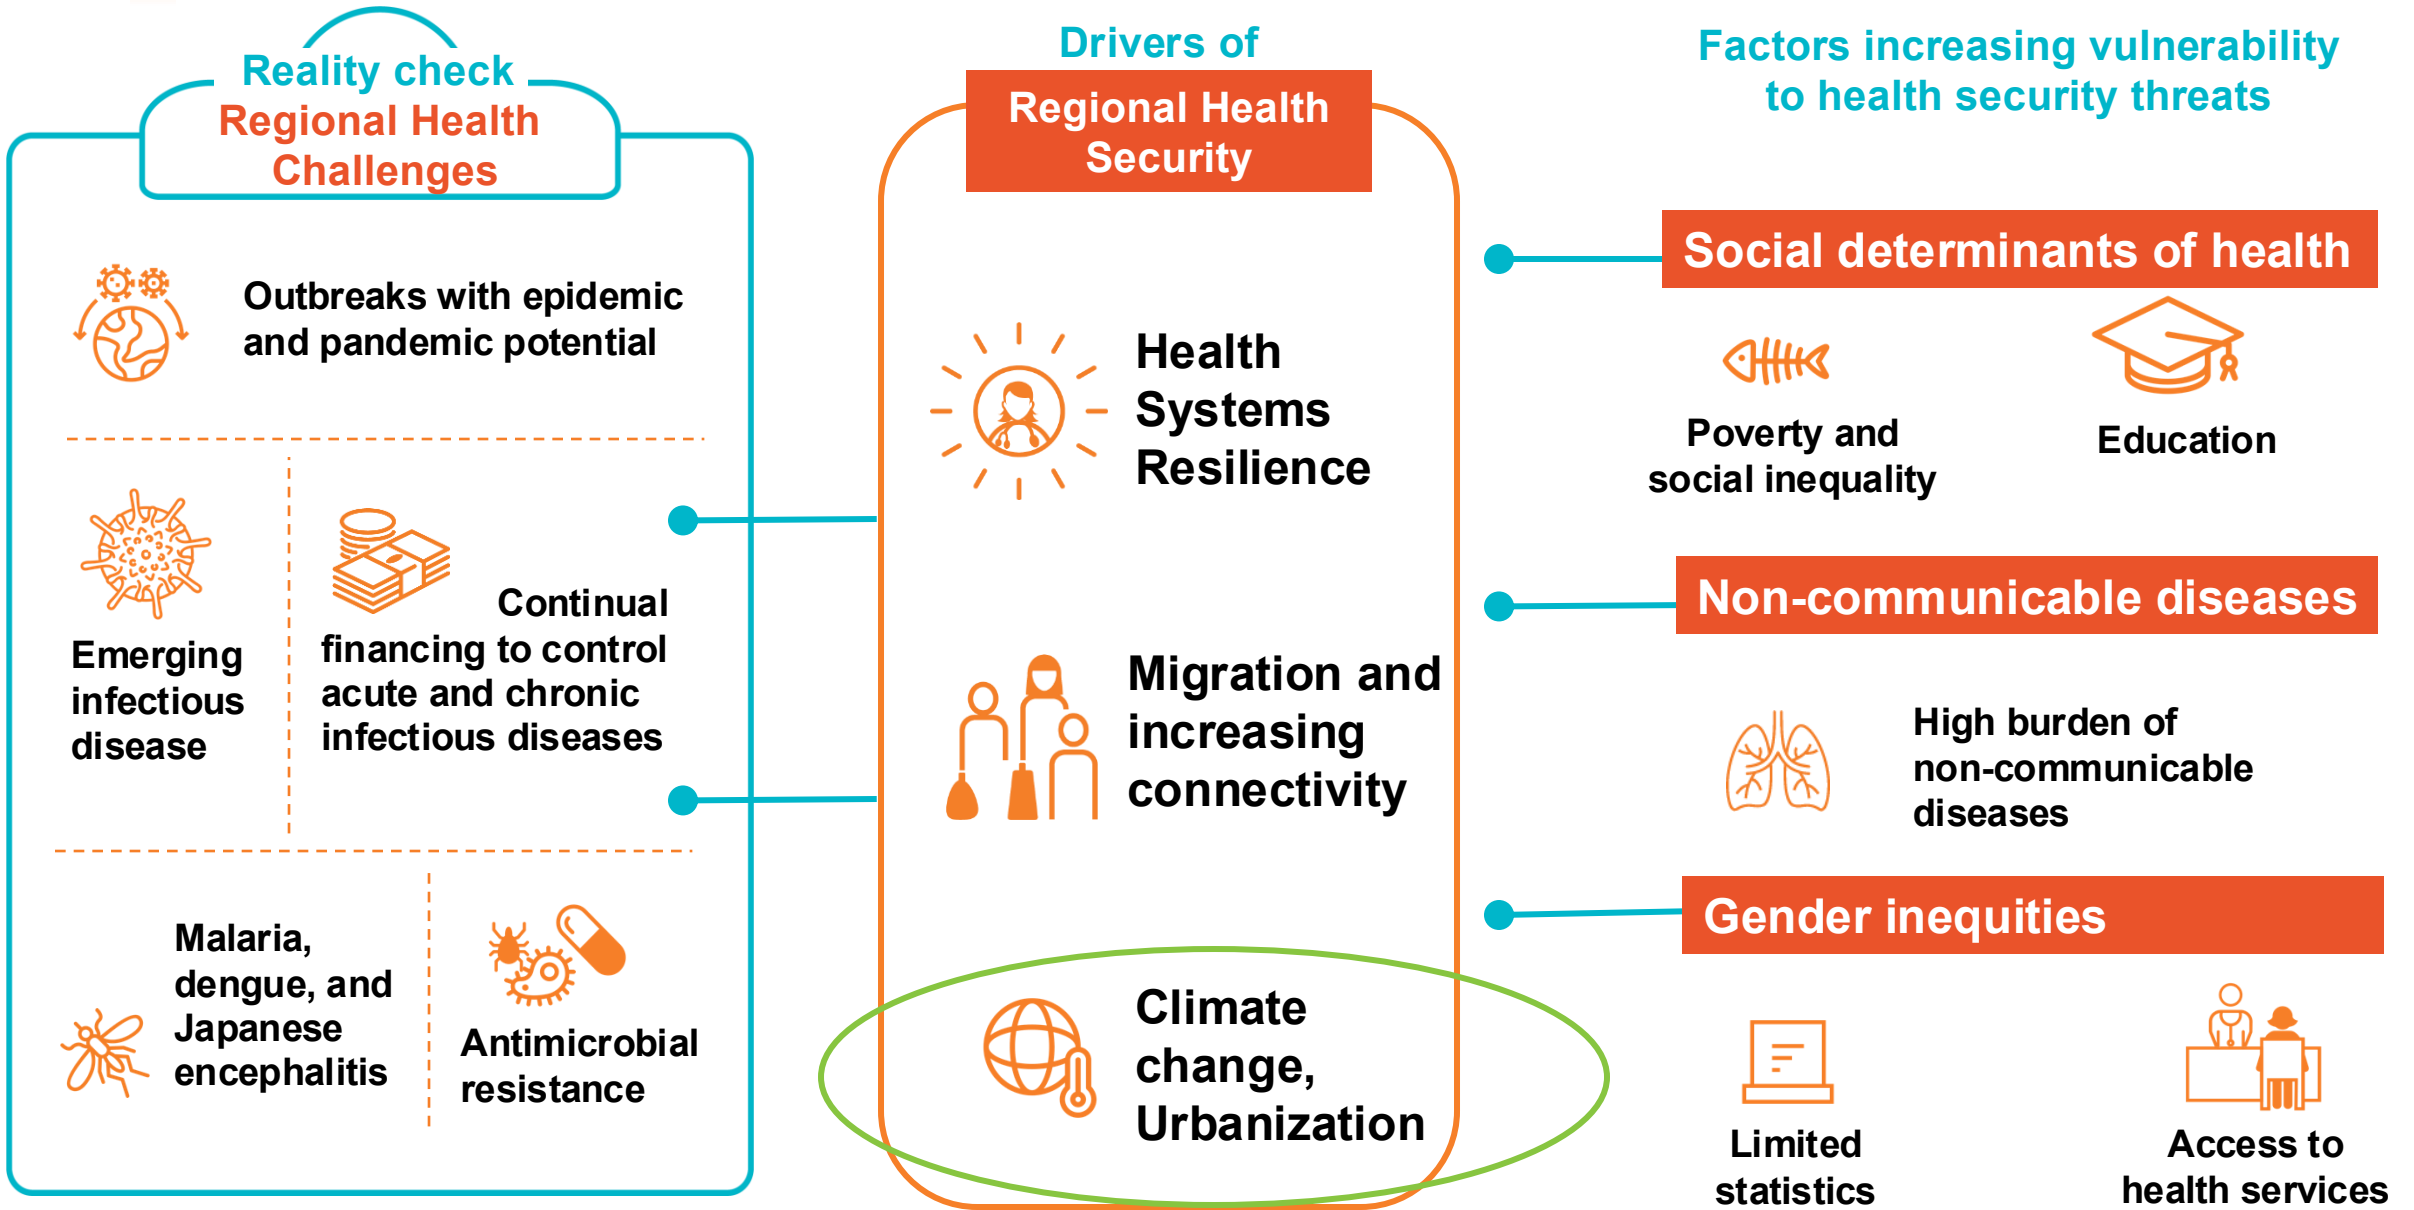 Reality check
Regional Health
Challenges
Outbreaks with epidemic
and pandemic potential
Emerging
infectious
disease
Continual
financing to control
acute and chronic
infectious diseases
Malaria,
dengue, and
Japanese
encephalitis
Antimicrobial
resistance
Drivers of
Regional Health
Security
Health
Systems
Resilience
Migration and
increasing
connectivity
Climate
change,
Urbanization
Factors increasing vulnerability
to health security threats
Social determinants of health
Poverty and
social inequality
Education
Non-communicable diseases
High burden of
non-communicable
diseases
Gender inequities
Limited
statistics
Access to
health services